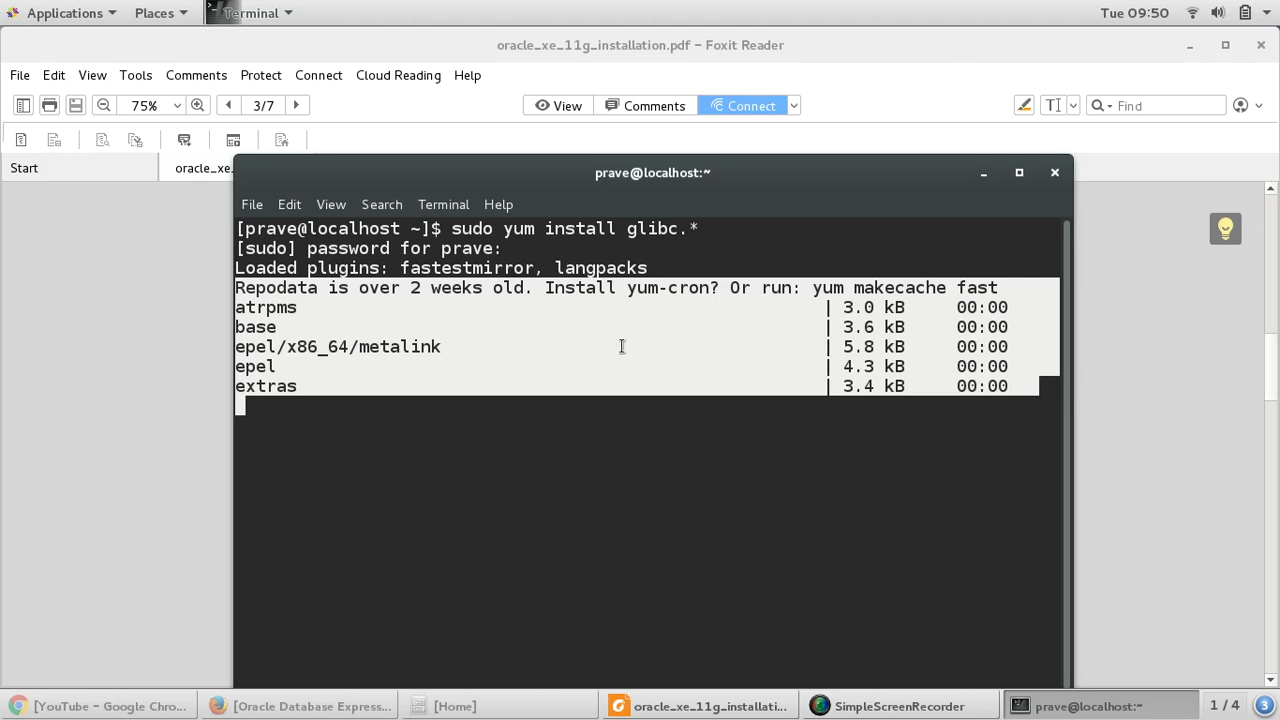 Applications Places Terminal Tue 09:50
oracle_xe_11g_installation.pdf – Foxit Reader
File Edit View Tools Comments Protect Connect Cloud Reading Help
75% 3/7 View Comments Connect Find
Start oracle_xe_
prave@localhost:~
File Edit View Search Terminal Help
[prave@localhost ~]$ sudo yum install glibc.*
[sudo] password for prave:
Loaded plugins: fastestmirror, langpacks
Repodata is over 2 weeks old. Install yum-cron? Or run: yum makecache fast
atrpms | 3.0 kB 00:00
base | 3.6 kB 00:00
epel/x86_64/metalink | 5.8 kB 00:00
epel | 4.3 kB 00:00
extras | 3.4 kB 00:00
[YouTube – Google Chro... [Oracle Database Express... [Home] oracle_xe_11g_installati... SimpleScreenRecorder prave@localhost:~ 1 / 4 3